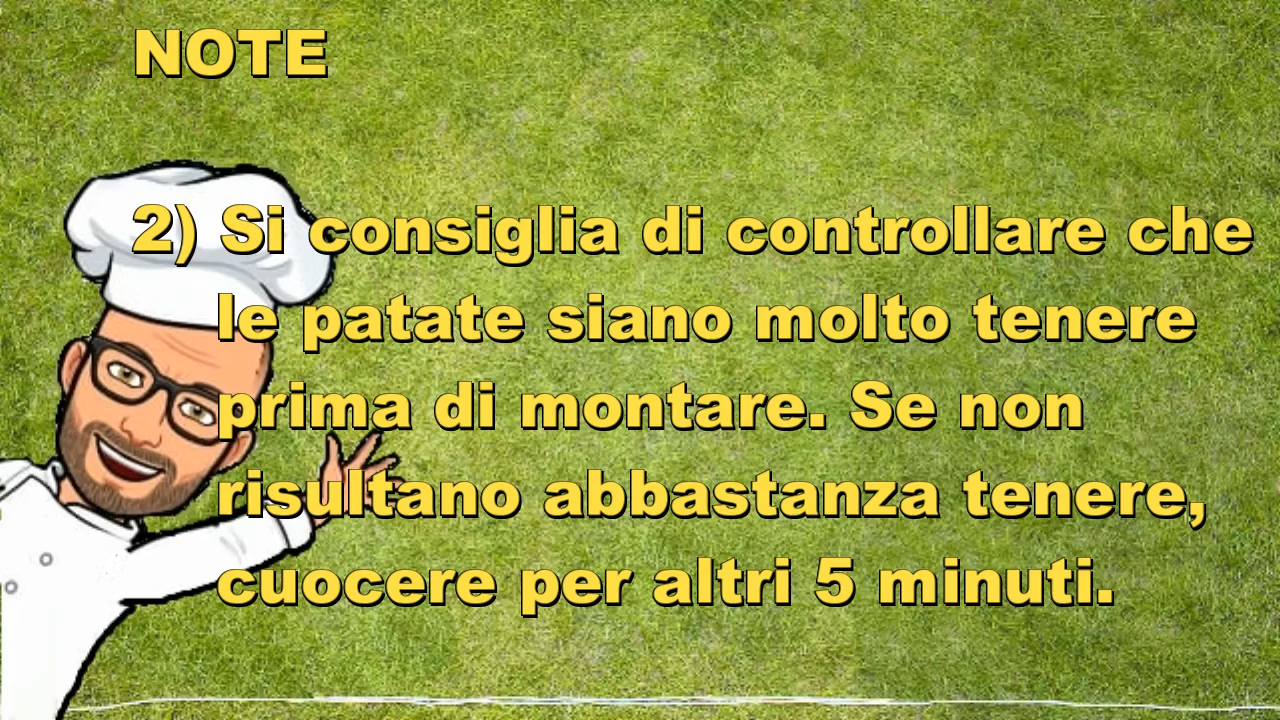 NOTE
2) Si consiglia di controllare che
le patate siano molto tenere
prima di montare. Se non
risultano abbastanza tenere,
cuocere per altri 5 minuti.